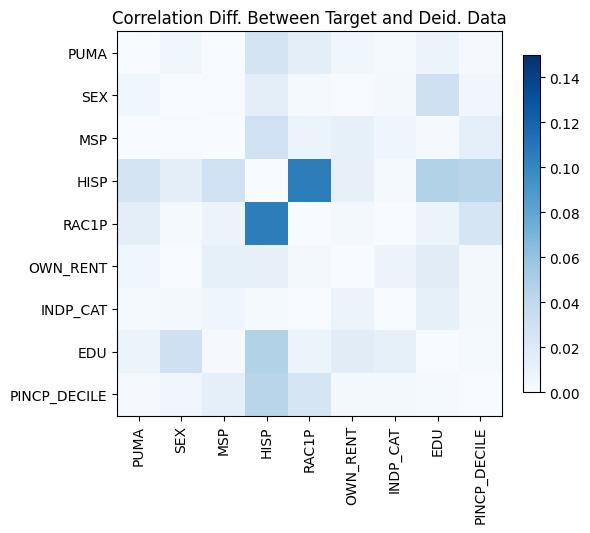 Correlation Diff. Between Target and Deid. Data
PUMA
SEX
MSP
HISP
RAC1P
OWN_RENT
INDP_CAT
EDU
PINCP_DECILE
PUMA
SEX
MSP
HISP
RAC1P
OWN_RENT
INDP_CAT
EDU
PINCP_DECILE
0.14
0.12
0.10
0.08
0.06
0.04
0.02
0.00